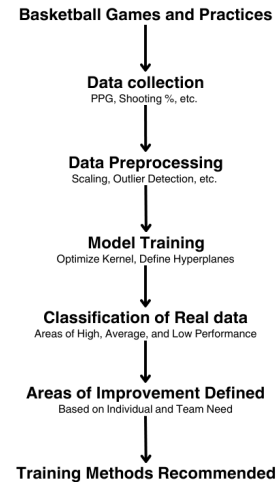 Basketball Games and Practices
Data collection
PPG, Shooting %, etc.
Data Preprocessing
Scaling, Outlier Detection, etc.
Model Training
Optimize Kernel, Define Hyperplanes
Classification of Real data
Areas of High, Average, and Low Performance
Areas of Improvement Defined
Based on Individual and Team Need
Training Methods Recommended